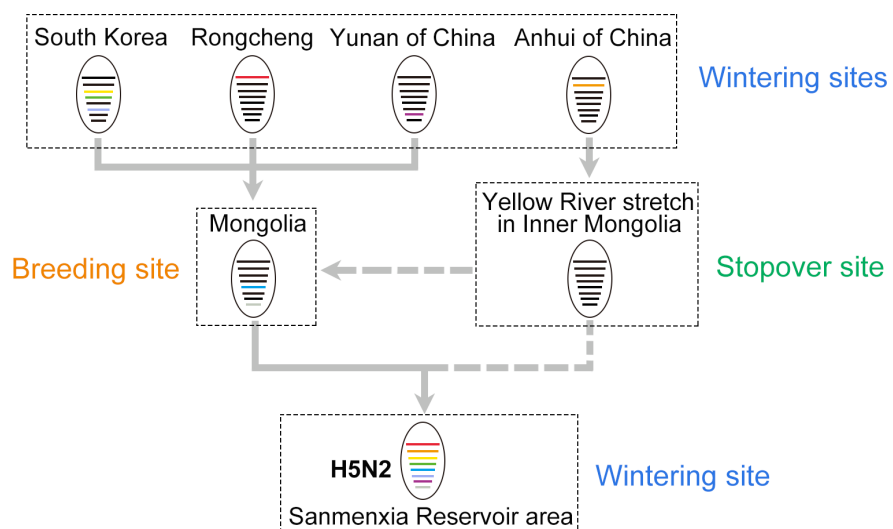 South Korea Rongcheng Yunan of China Anhui of China
Wintering sites
Mongolia
Yellow River stretch
in Inner Mongolia
Breeding site
Stopover site
H5N2
Wintering site
Sanmenxia Reservoir area